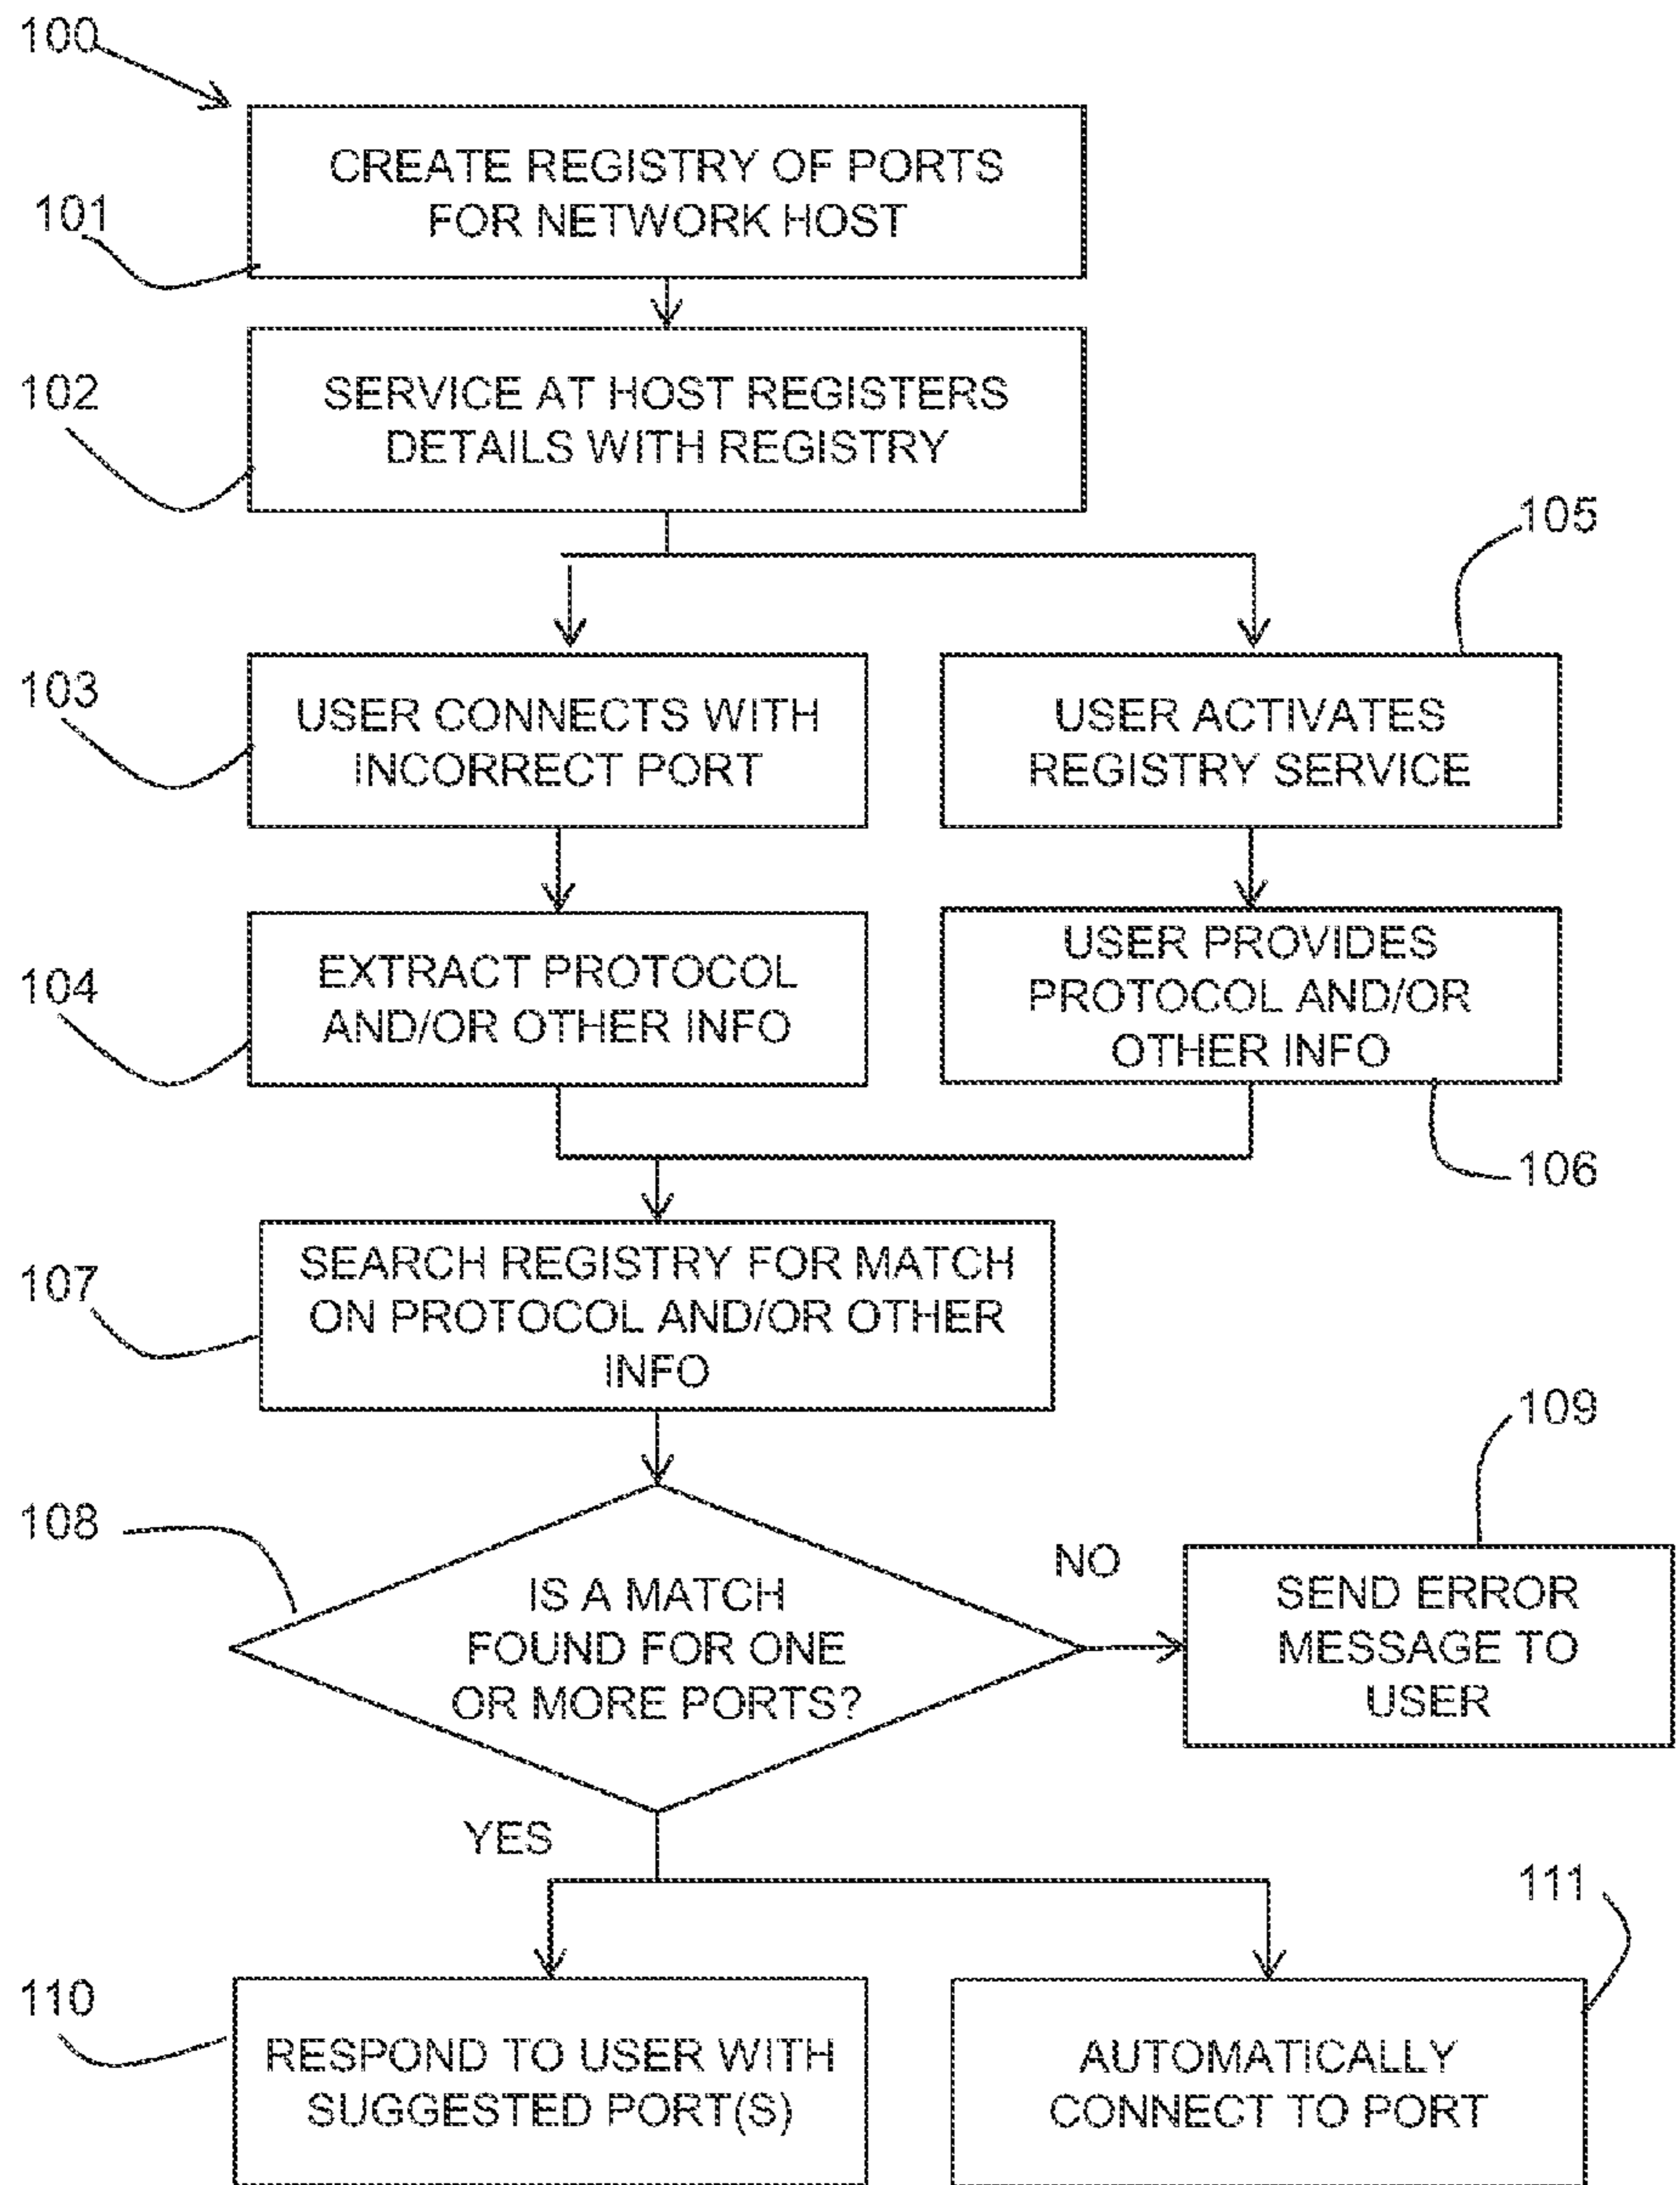 100
CREATE REGISTRY OF PORTS
FOR NETWORK HOST
101
SERVICE AT HOST REGISTERS
DETAILS WITH REGISTRY
102
105
USER CONNECTS WITH
INCORRECT PORT
103
USER ACTIVATES
REGISTRY SERVICE
EXTRACT PROTOCOL
AND/OR OTHER INFO
104
USER PROVIDES
PROTOCOL AND/OR
OTHER INFO
106
SEARCH REGISTRY FOR MATCH
ON PROTOCOL AND/OR OTHER
INFO
107
109
108
IS A MATCH
FOUND FOR ONE
OR MORE PORTS?
NO
SEND ERROR
MESSAGE TO
USER
YES
111
110
RESPOND TO USER WITH
SUGGESTED PORT(S)
AUTOMATICALLY
CONNECT TO PORT